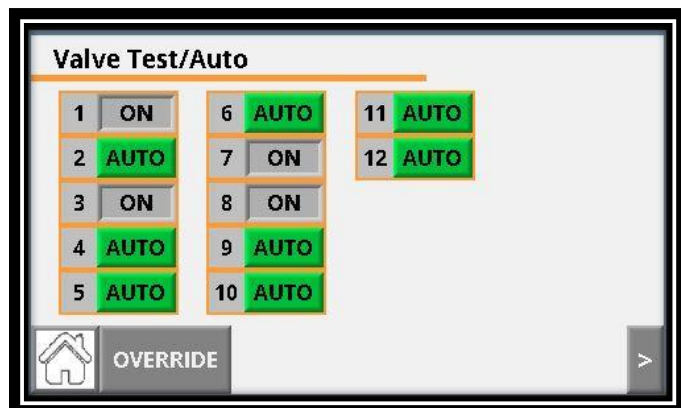 Valve Test/Auto
1 ON
2 AUTO
3 ON
4 AUTO
5 AUTO
6 AUTO
7 ON
8 ON
9 AUTO
10 AUTO
11 AUTO
12 AUTO
OVERRIDE
>